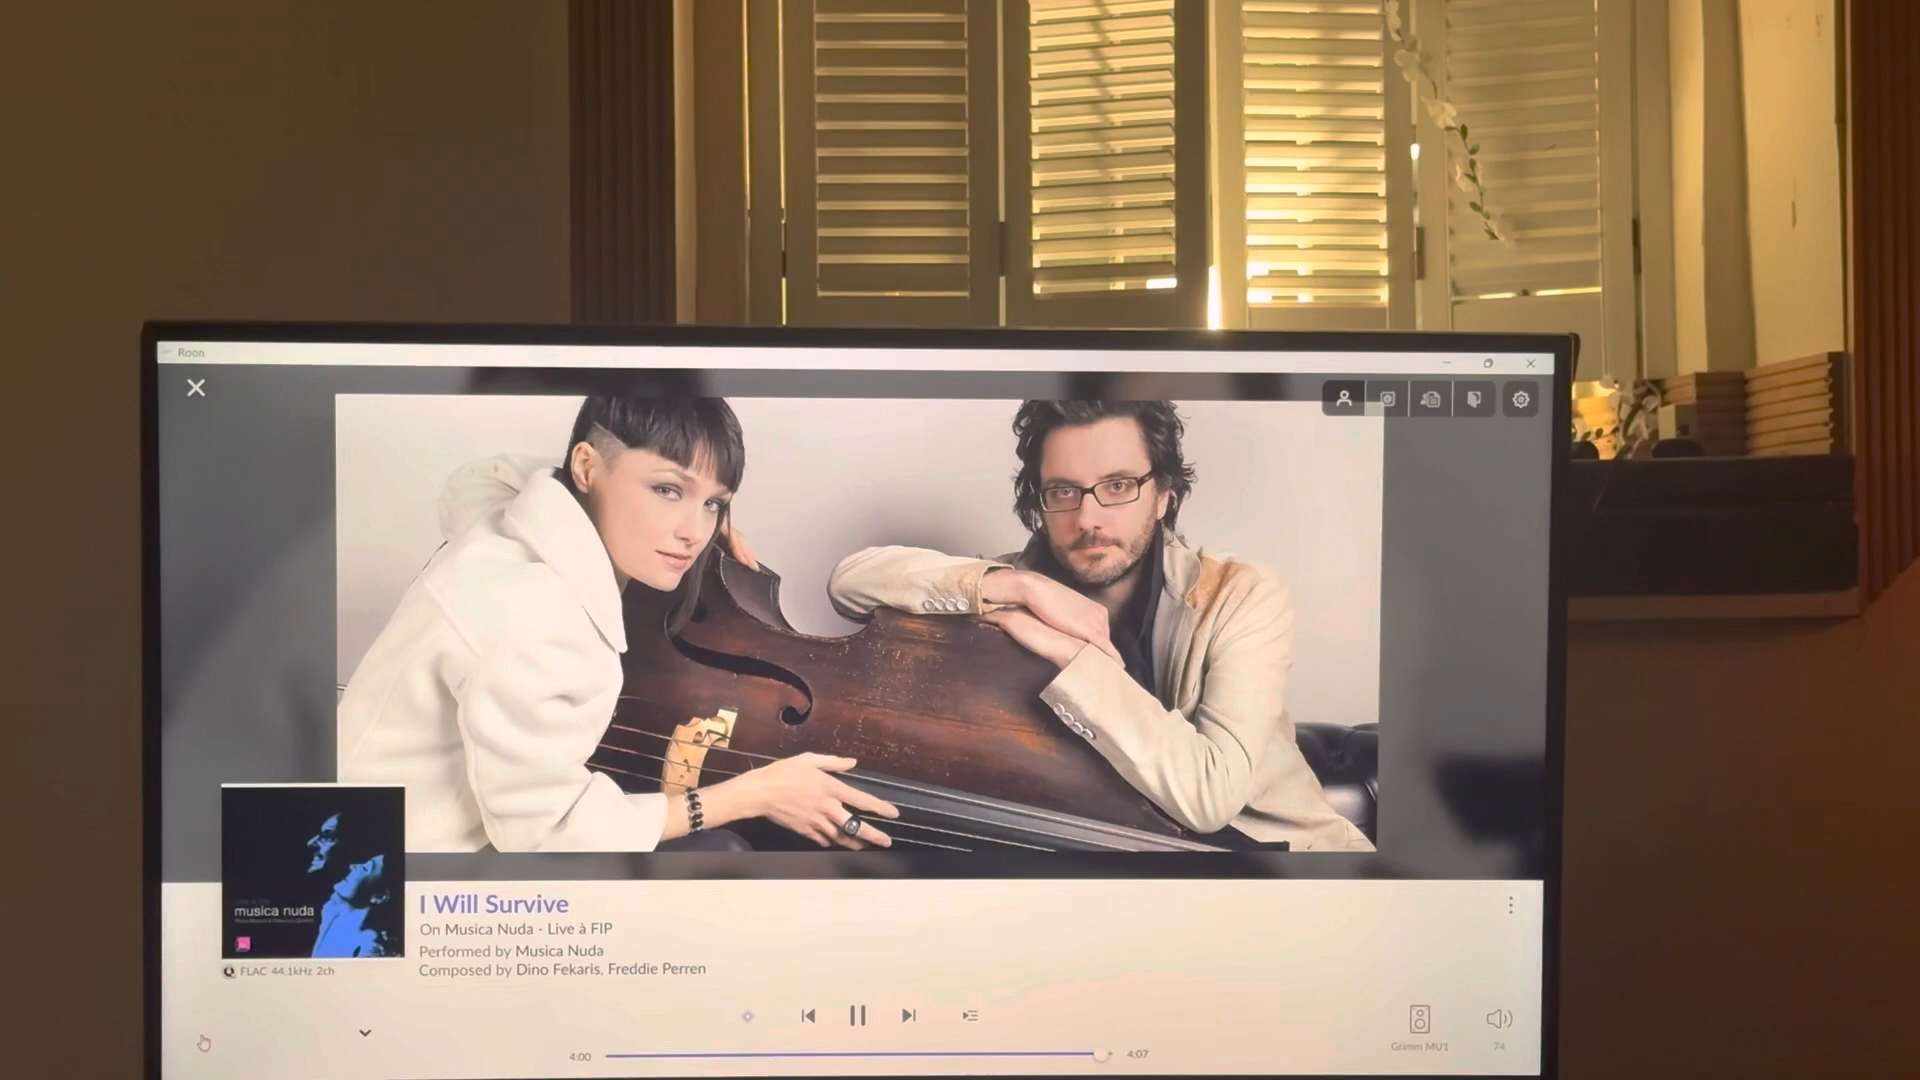 Roon
musica nuda
I Will Survive
On Musica Nuda - Live à FIP
Performed by Musica Nuda
Composed by Dino Fekaris, Freddie Perren
FLAC 44.1kHz 2ch
4:00
4:07
Grimm MU1
74